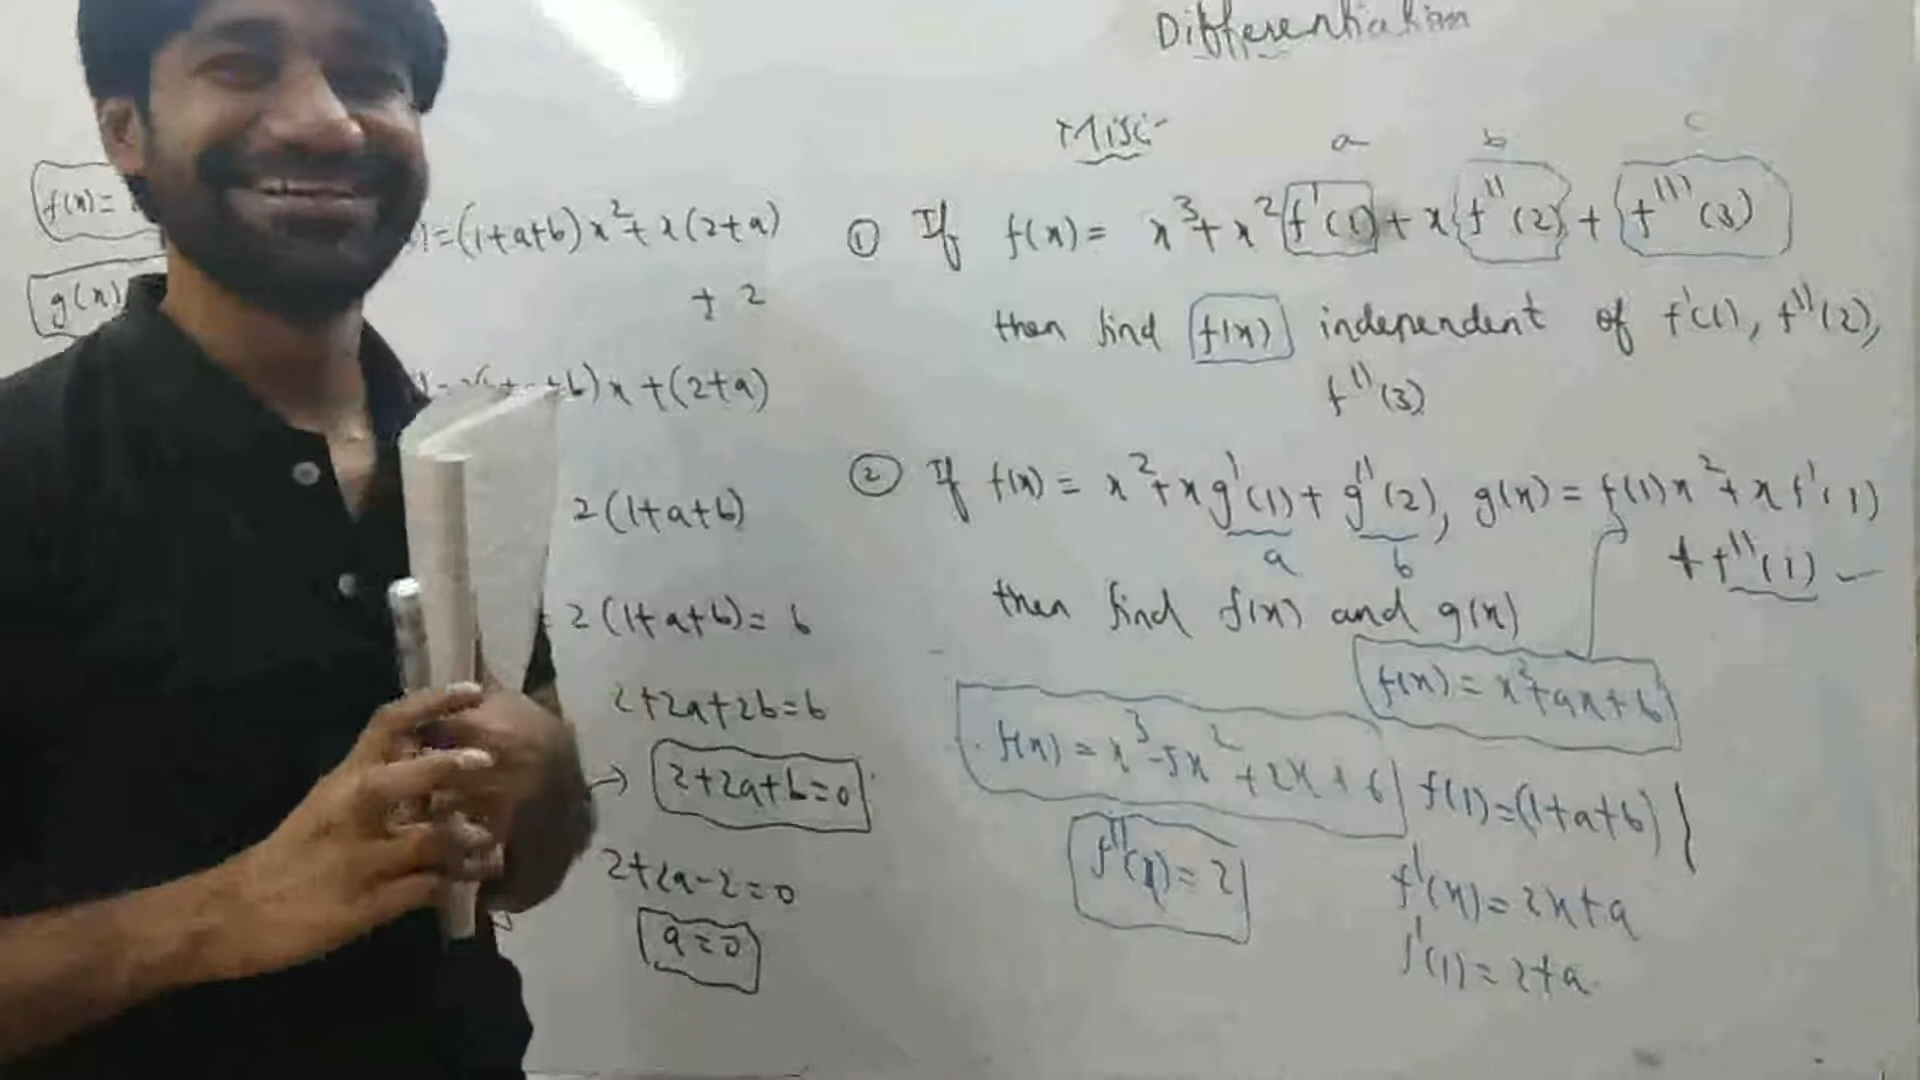 Differentiation
Misc
a b c
① If f(x) = x³ + x² f'(1) + x f''(2) + f'''(3)
then find f(x) independent of f'(1), f''(2),
f'''(3)
② If f(x) = x² + x g'(1) + g''(2), g(x) = f(1)x² + x f'(1)
+ f''(1)
a b
then find f(x) and g(x)
f(x) = x² + ax + b
f(x) = x³ - 5x² + 2x + 6
f(1) = (1+a+b)
f''(x) = 2
f'(x) = 2x + a
f'(1) = 2 + a
f(x) =
g(x)
= (1+a+b) x² + x(2+a)
+ 2
b) x + (2+a)
2(1+a+b)
= 2(1+a+b) = b
2+2a+2b=b
→ 2+2a+b=0
2+2a-2=0
a=0